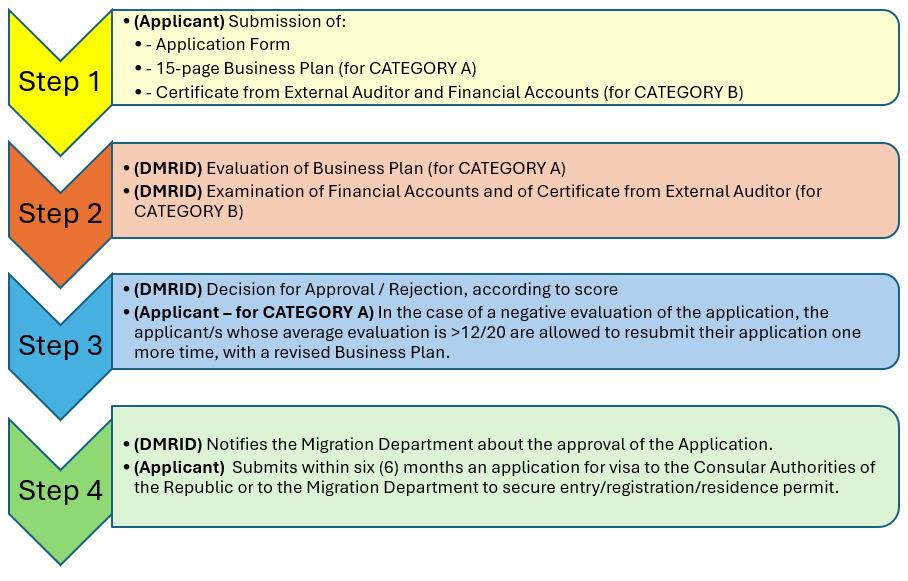 Step 1
• (Applicant) Submission of:
• - Application Form
• - 15-page Business Plan (for CATEGORY A)
• - Certificate from External Auditor and Financial Accounts (for CATEGORY B)
Step 2
• (DMRID) Evaluation of Business Plan (for CATEGORY A)
• (DMRID) Examination of Financial Accounts and of Certificate from External Auditor (for
CATEGORY B)
Step 3
• (DMRID) Decision for Approval / Rejection, according to score
• (Applicant – for CATEGORY A) In the case of a negative evaluation of the application, the
applicant/s whose average evaluation is >12/20 are allowed to resubmit their application one
more time, with a revised Business Plan.
Step 4
• (DMRID) Notifies the Migration Department about the approval of the Application.
• (Applicant) Submits within six (6) months an application for visa to the Consular Authorities of
the Republic or to the Migration Department to secure entry/registration/residence permit.